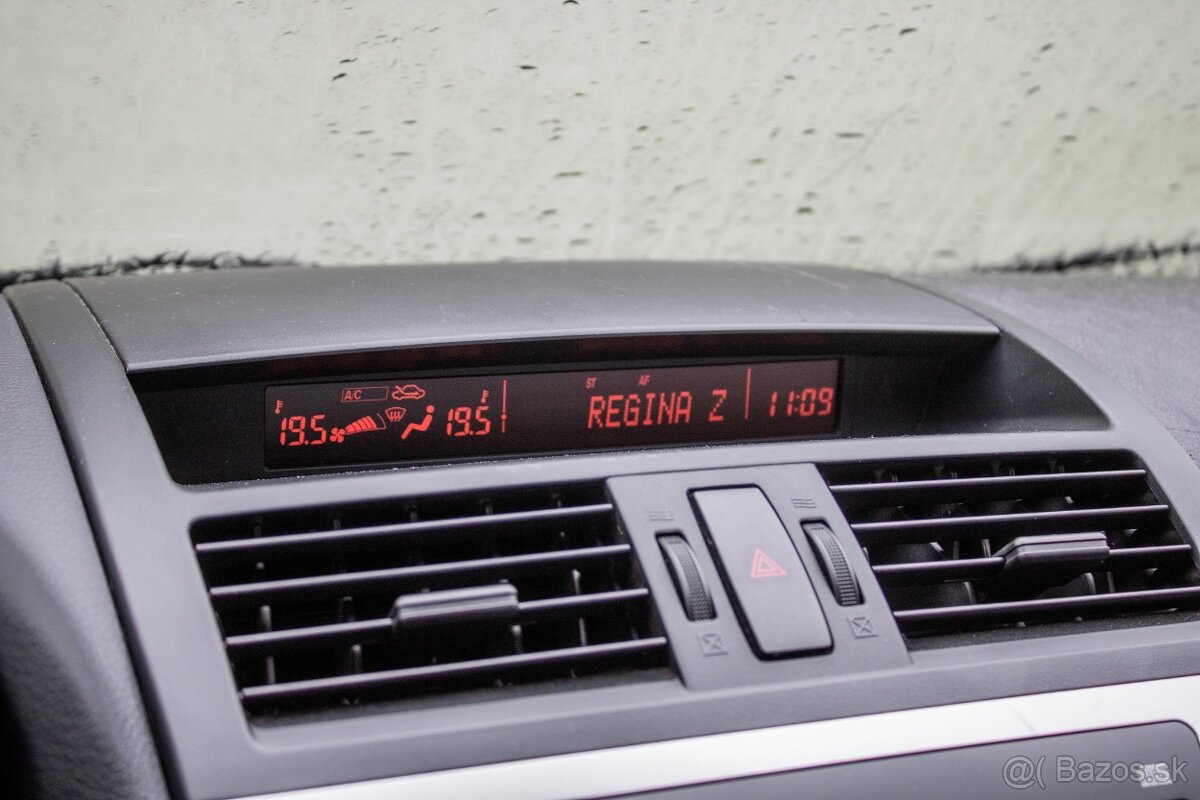 A/C
19.5 19.5
ST AF
REGINA Z
11:09
@( Bazos.sk